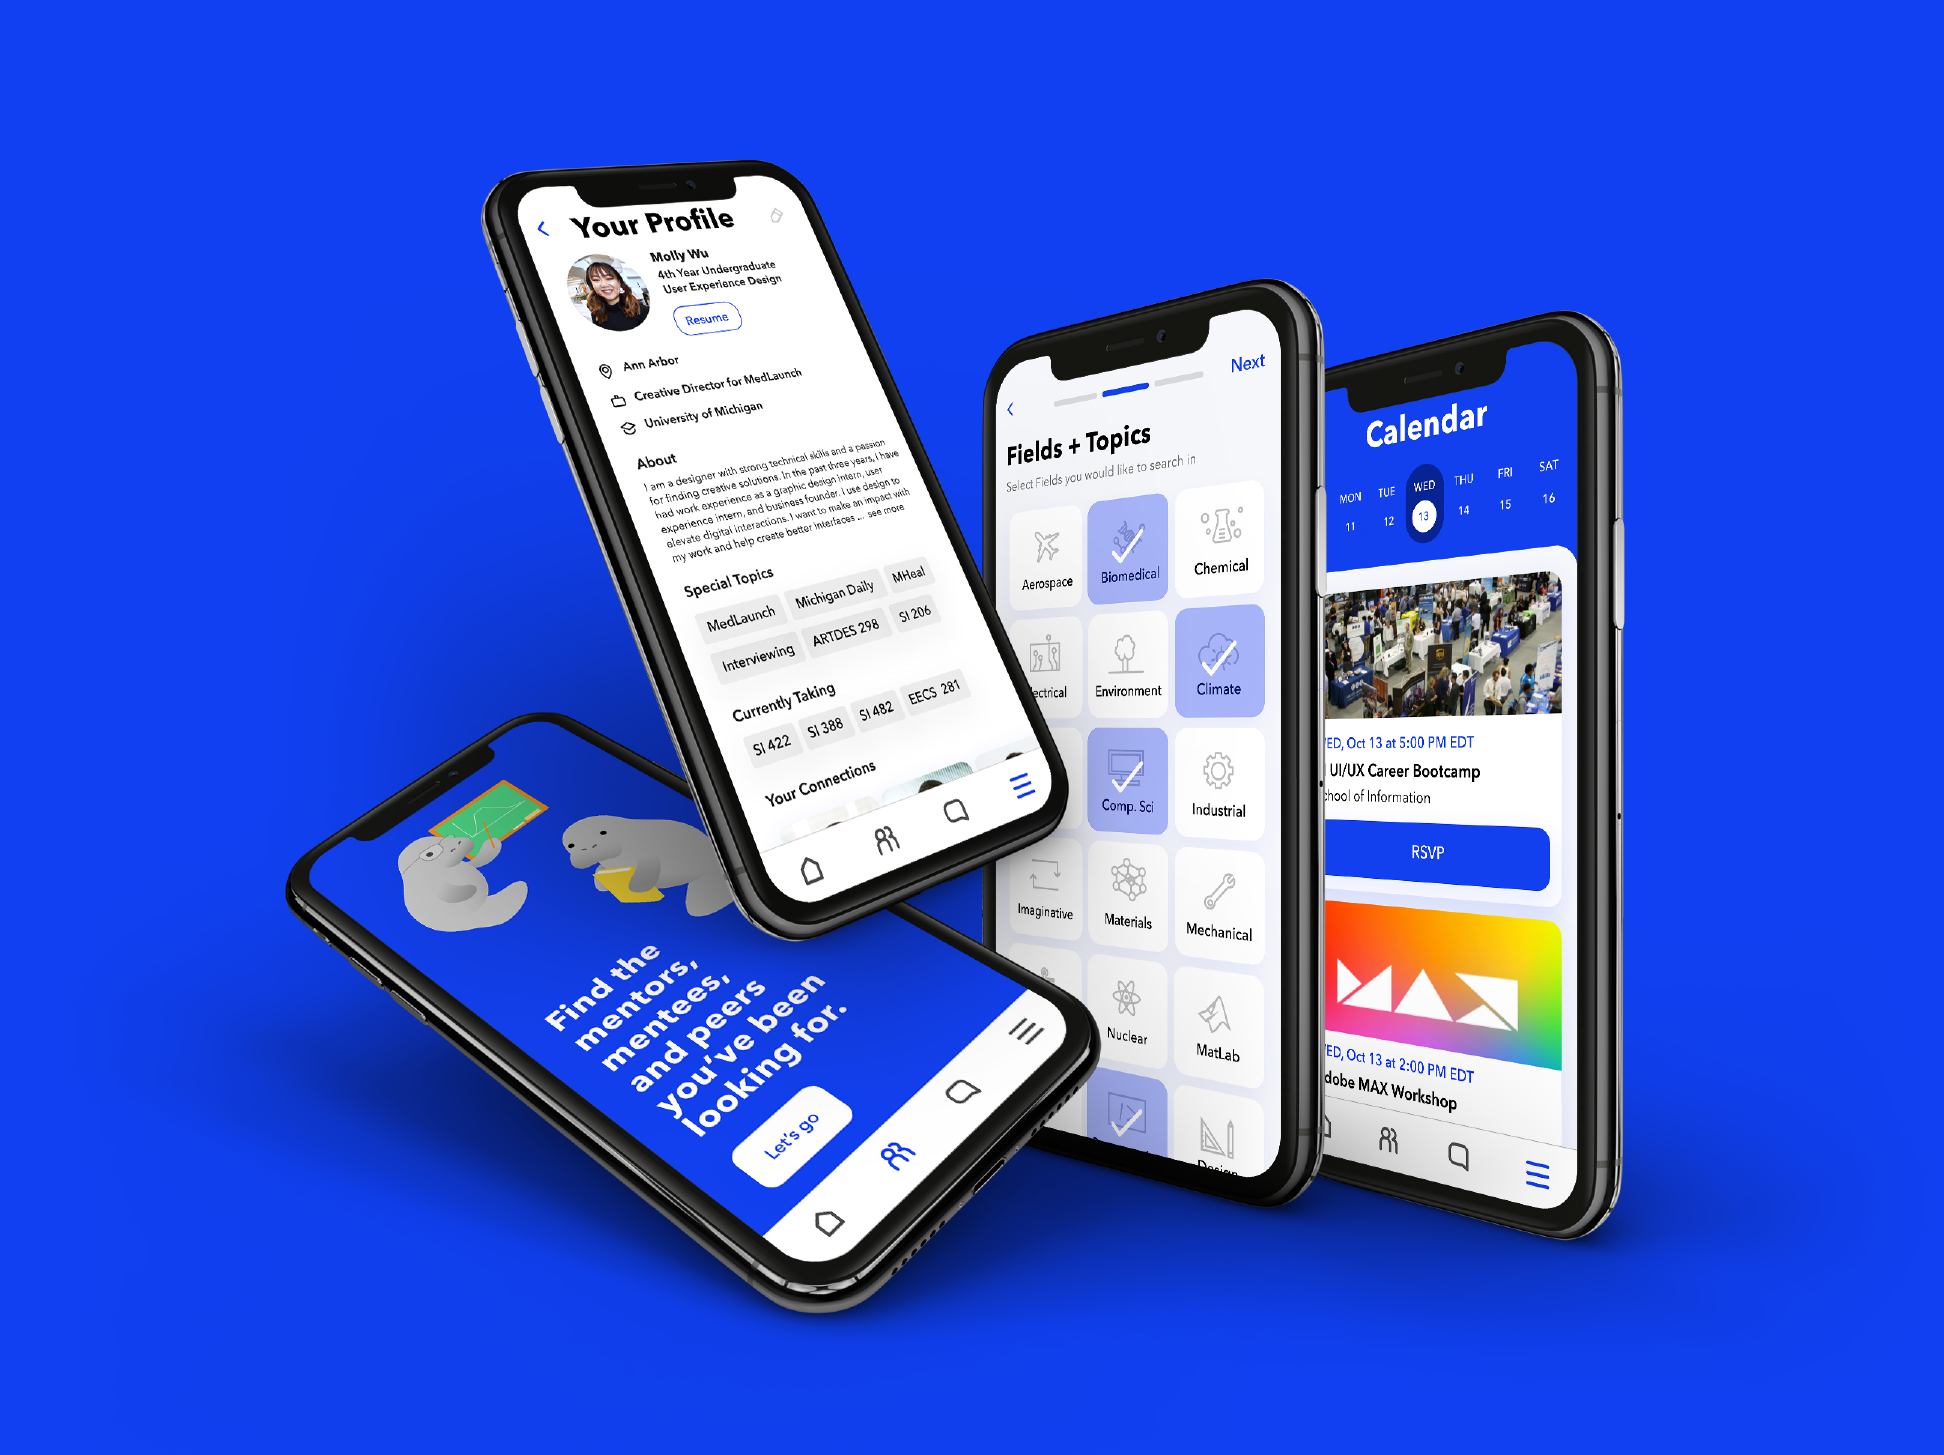 Your Profile
Molly Wu
4th Year Undergraduate
User Experience Design
Resume
Ann Arbor
Creative Director for MedLaunch
University of Michigan
About
I am a designer with strong technical skills and a passion
for finding creative solutions. In the past three years, I have
had work experience as a graphic design intern, user
experience intern, and business founder. I use design to
elevate digital interactions. I want to make an impact with
my work and help create better interfaces ... see more
Special Topics
MedLaunch Michigan Daily MHeal
Interviewing ARTDES 298 SI 206
Currently Taking
SI 422 SI 388 SI 482 EECS 281
Your Connections
Find the
mentors,
mentees,
and peers
you've been
looking for.
Let's go
Next
Fields + Topics
Select Fields you would like to search in
Aerospace Biomedical Chemical
ectrical Environment Climate
Comp. Sci Industrial
Imaginative Materials Mechanical
Nuclear MatLab
Design
Calendar
MON TUE WED THU FRI SAT
11 12 13 14 15 16
ED, Oct 13 at 5:00 PM EDT
UI/UX Career Bootcamp
chool of Information
RSVP
MAX
ED, Oct 13 at 2:00 PM EDT
dobe MAX Workshop